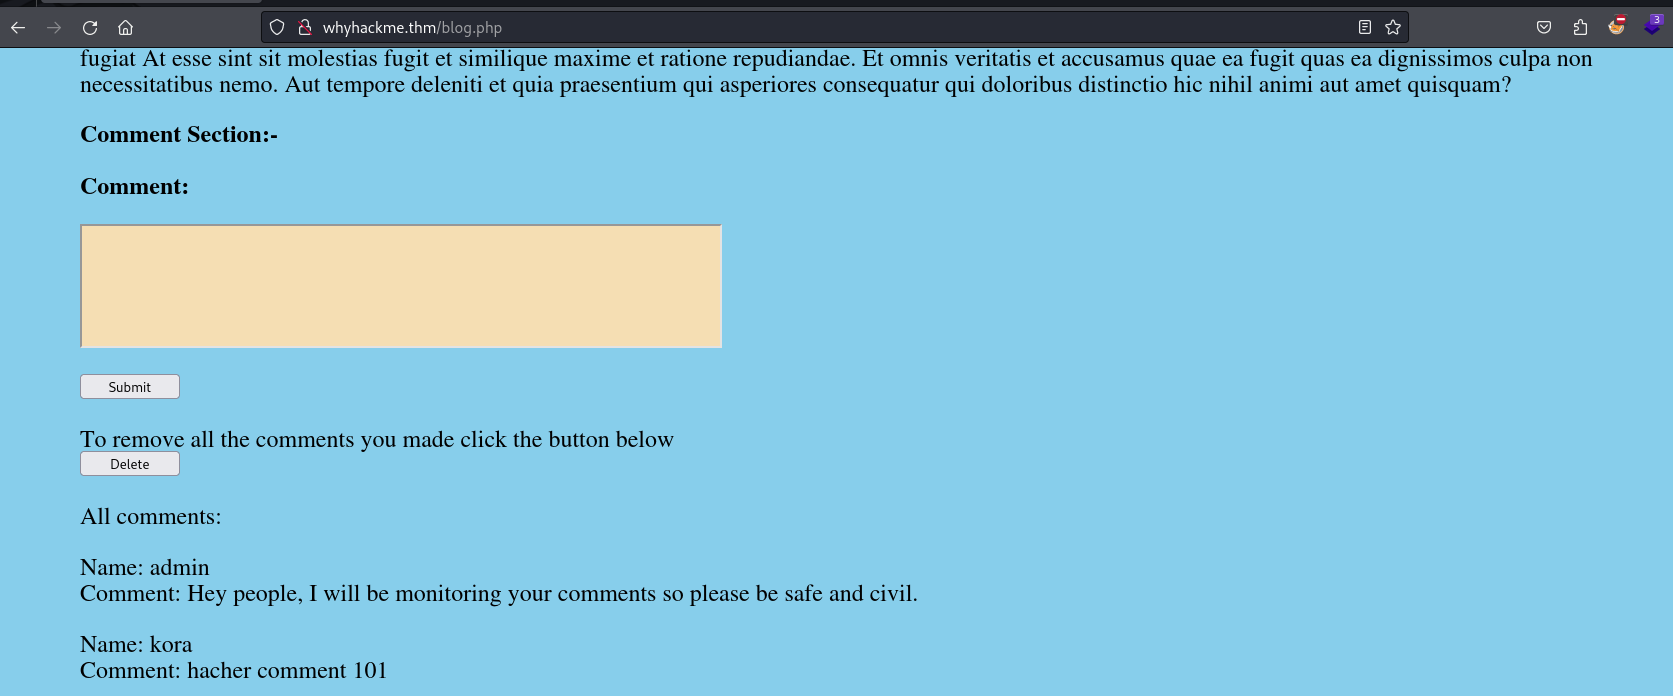 whyhackme.thm/blog.php
3
fugiat At esse sint sit molestias fugit et similique maxime et ratione repudiandae. Et omnis veritatis et accusamus quae ea fugit quas ea dignissimos culpa non
necessitatibus nemo. Aut tempore deleniti et quia praesentium qui asperiores consequatur qui doloribus distinctio hic nihil animi aut amet quisquam?
Comment Section:-
Comment:
Submit
To remove all the comments you made click the button below
Delete
All comments:
Name: admin
Comment: Hey people, I will be monitoring your comments so please be safe and civil.
Name: kora
Comment: hacher comment 101